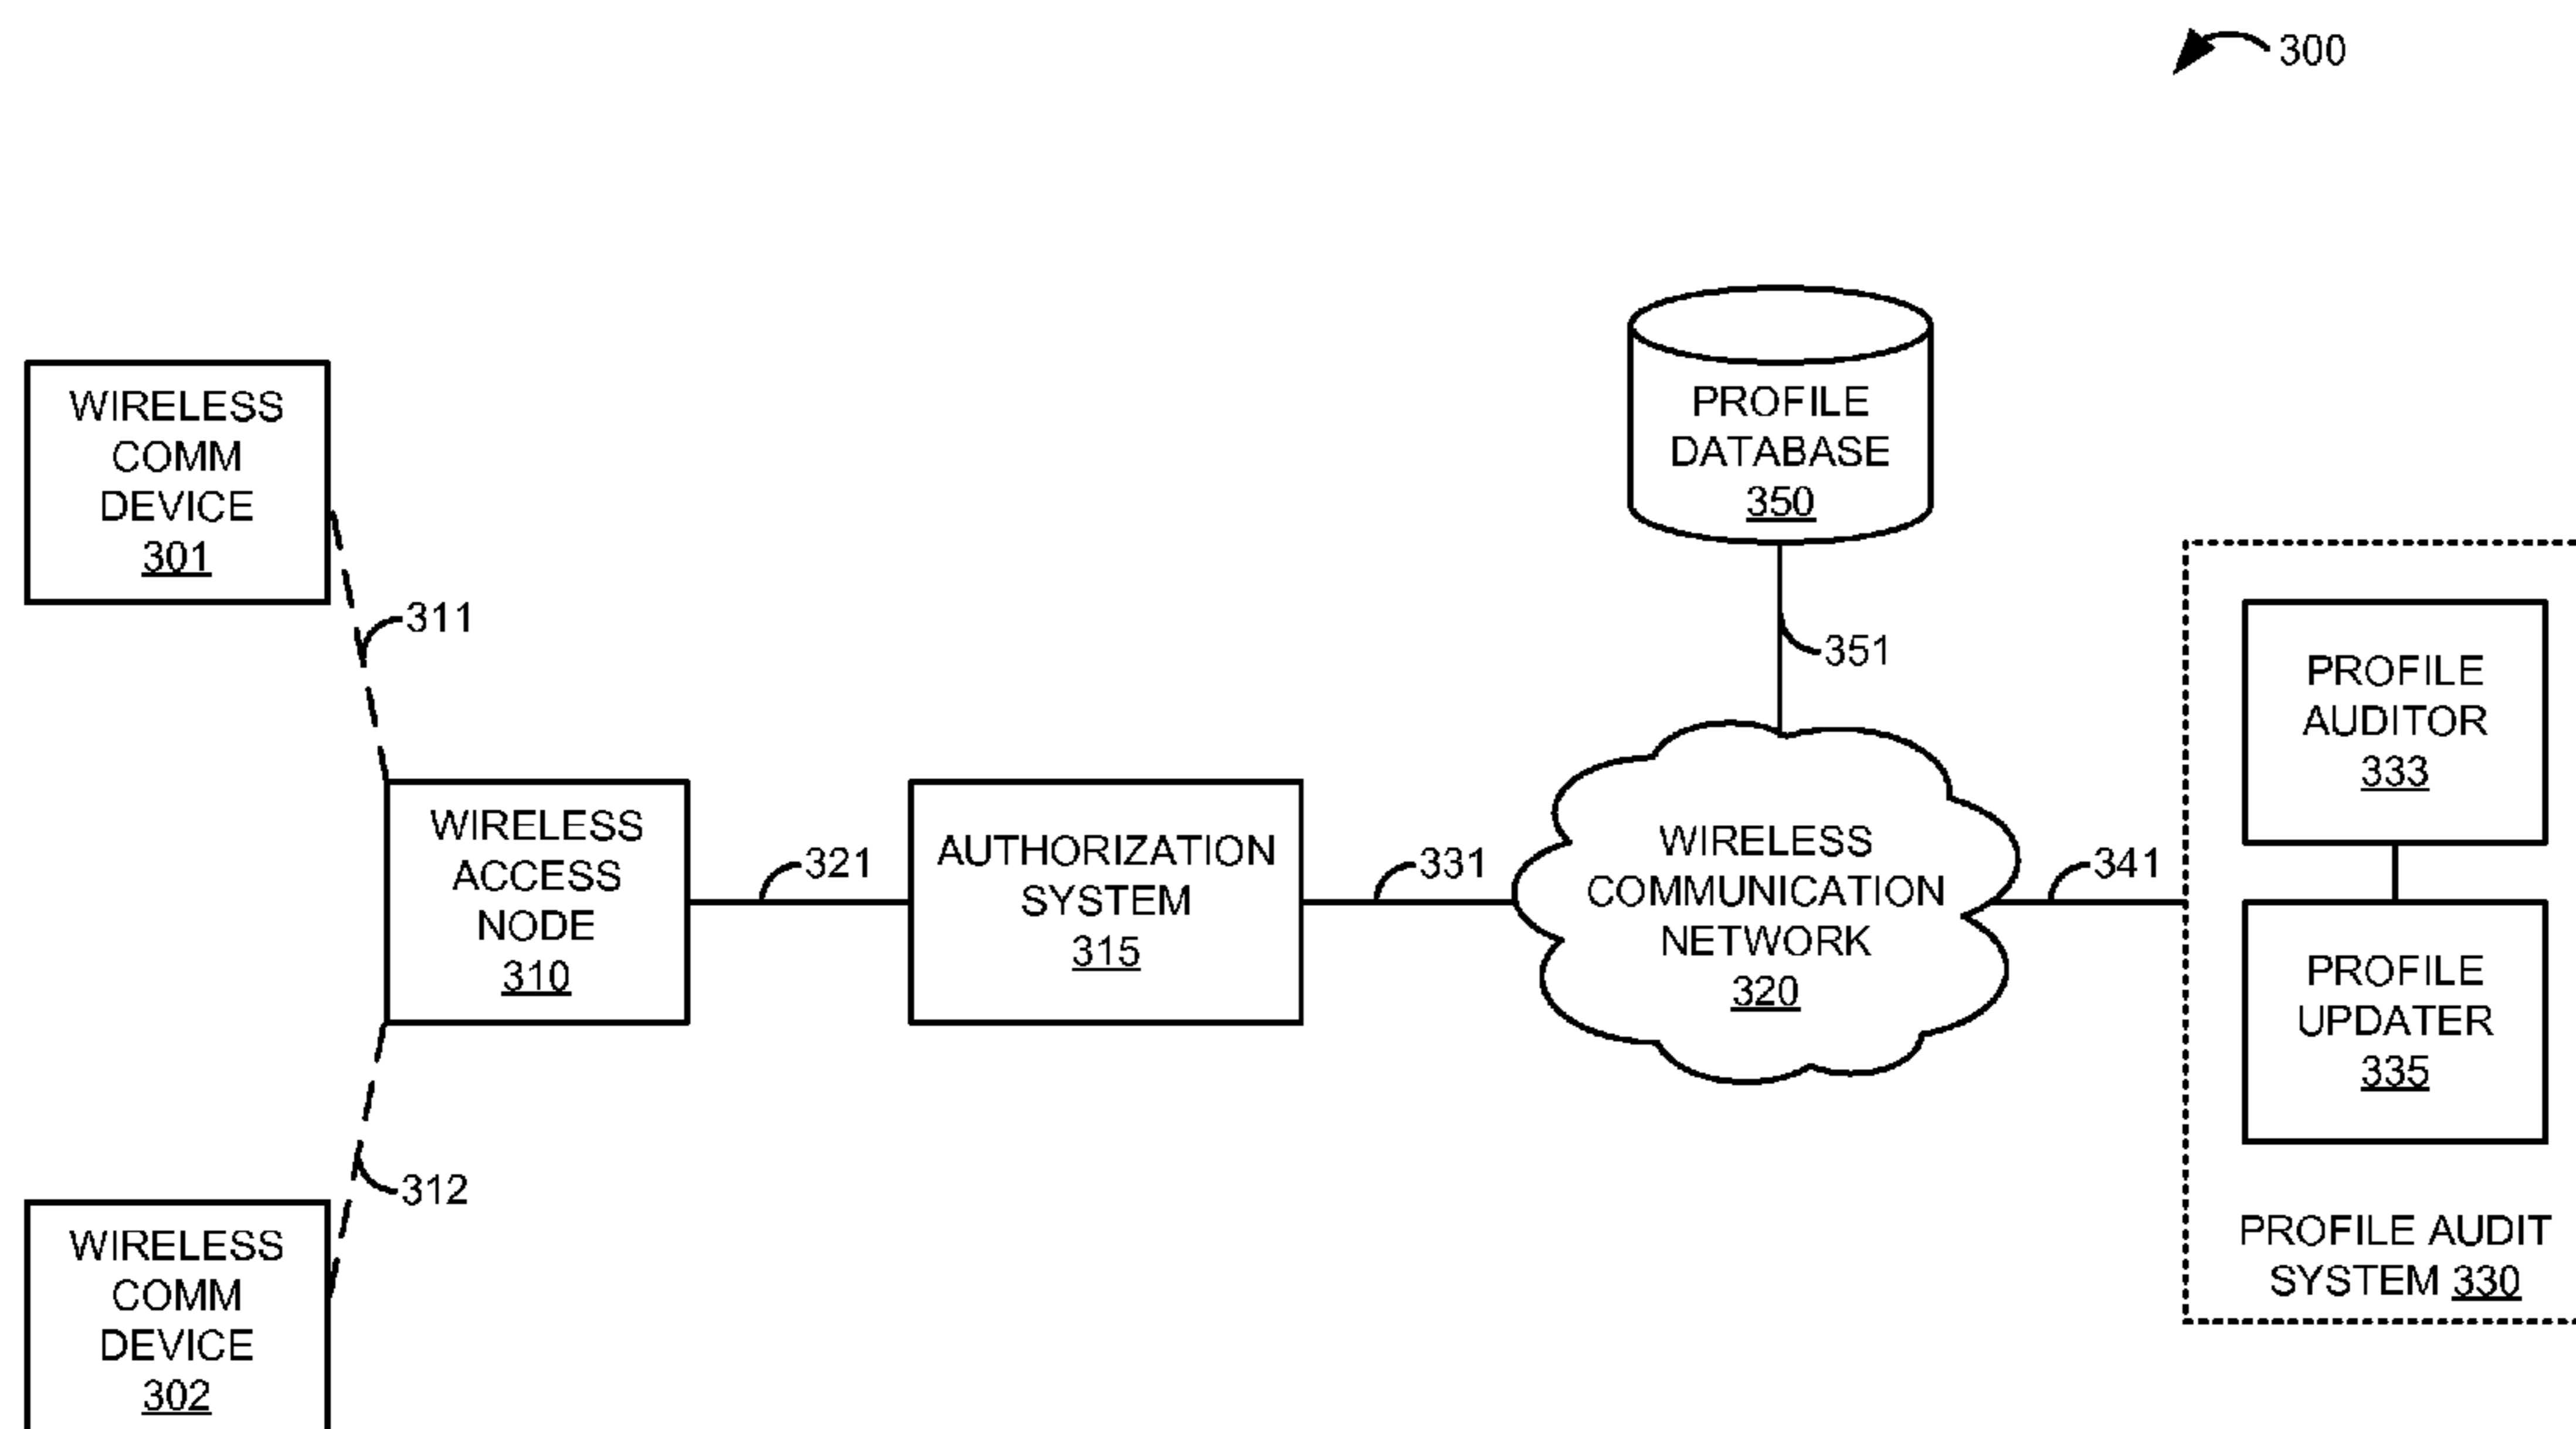 300
WIRELESS
COMM
DEVICE
301
311
PROFILE
DATABASE
350
351
WIRELESS
ACCESS
NODE
310
321
AUTHORIZATION
SYSTEM
315
331
WIRELESS
COMMUNICATION
NETWORK
320
341
PROFILE
AUDITOR
333
PROFILE
UPDATER
335
PROFILE AUDIT
SYSTEM 330
312
WIRELESS
COMM
DEVICE
302